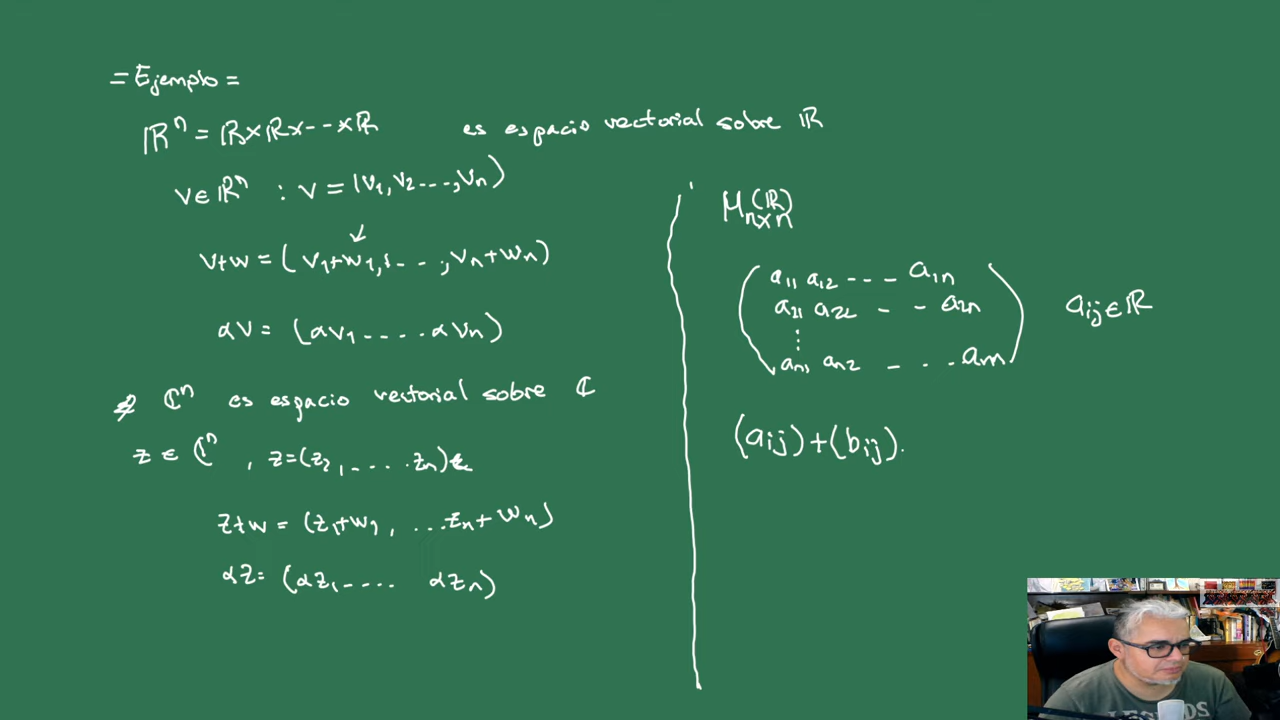 = Ejemplo =
ℝⁿ = ℝ×ℝ×---×ℝ es espacio vectorial sobre ℝ
v∈ℝⁿ : v = (v₁, v₂ ...., vₙ)
v+w = (v₁+w₁, ....., vₙ+wₙ)
αv = (αv₁ ..... αvₙ)
ℂⁿ es espacio vectorial sobre ℂ
z ∈ ℂⁿ , z=(z₂, ..... zₙ)
z+w = (z₁+w₁, ...zₙ+wₙ)
αz = (αz₁ ..... αzₙ)
M (ℝ)
n×n
a₁₁ a₁₂ - - - a₁ₙ
a₂₁ a₂₂ - - a₂ₙ aᵢⱼ∈ℝ
⋮
aₙ₁ aₙ₂ - . . aₙₙ
(aᵢⱼ)+(bᵢⱼ).